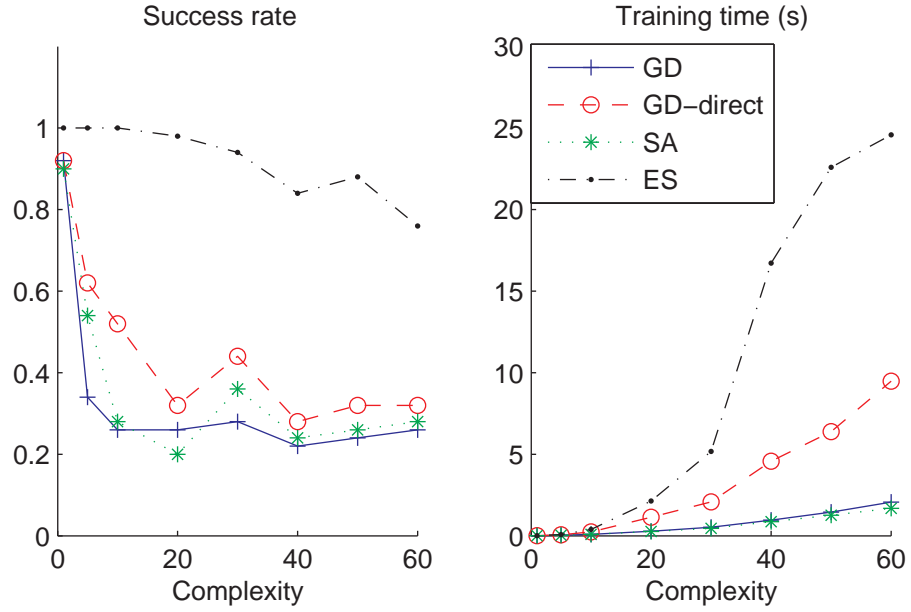 Success rate
1
0.8
0.6
0.4
0.2
0
0 20 40 60
Complexity
Training time (s)
30
25
20
15
10
5
0
0 20 40 60
Complexity
GD
GD−direct
SA
ES